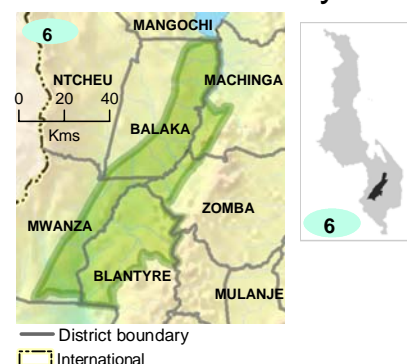 6
MANGOCHI
NTCHEU
MACHINGA
0 20 40
Kms
BALAKA
ZOMBA
MWANZA
BLANTYRE
MULANJE
6
District boundary
International